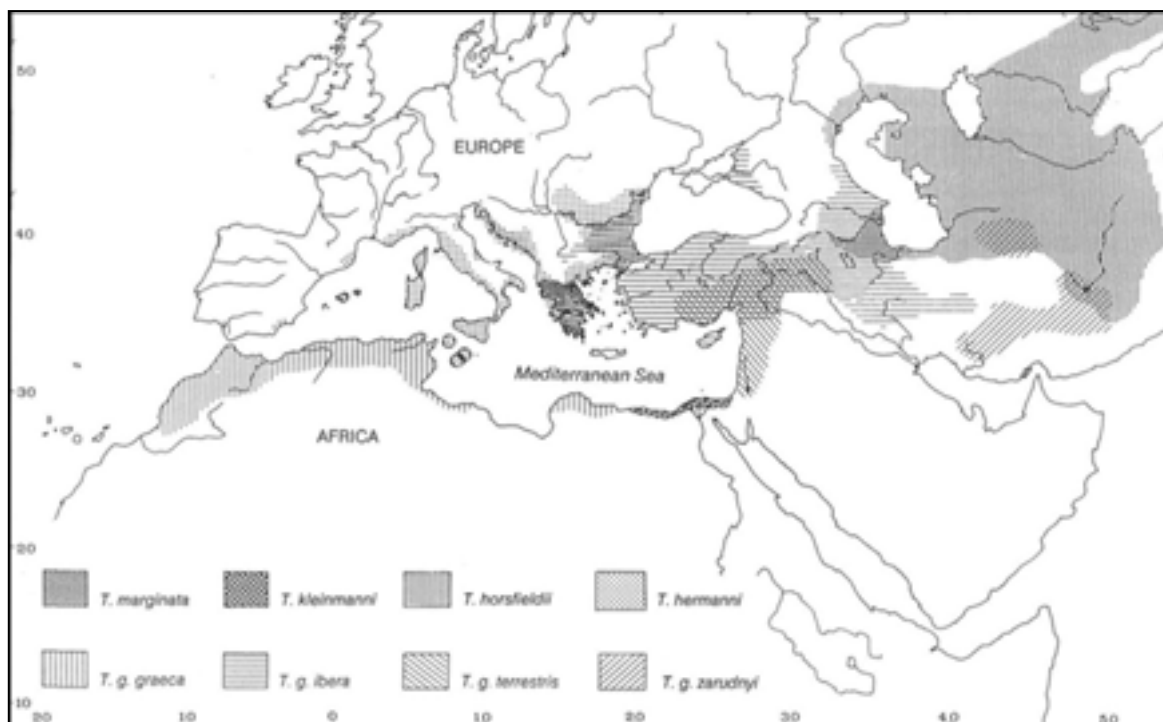 50
EUROPE
40
Mediterranean Sea
30
AFRICA
20
T. marginata
T. kleinmanni
T. horsfieldii
T. hermanni
T. g. graeca
T. g. ibera
T. g. terrestris
T. g. zarudnyi
10
20 10 0 10 20 30 40 50